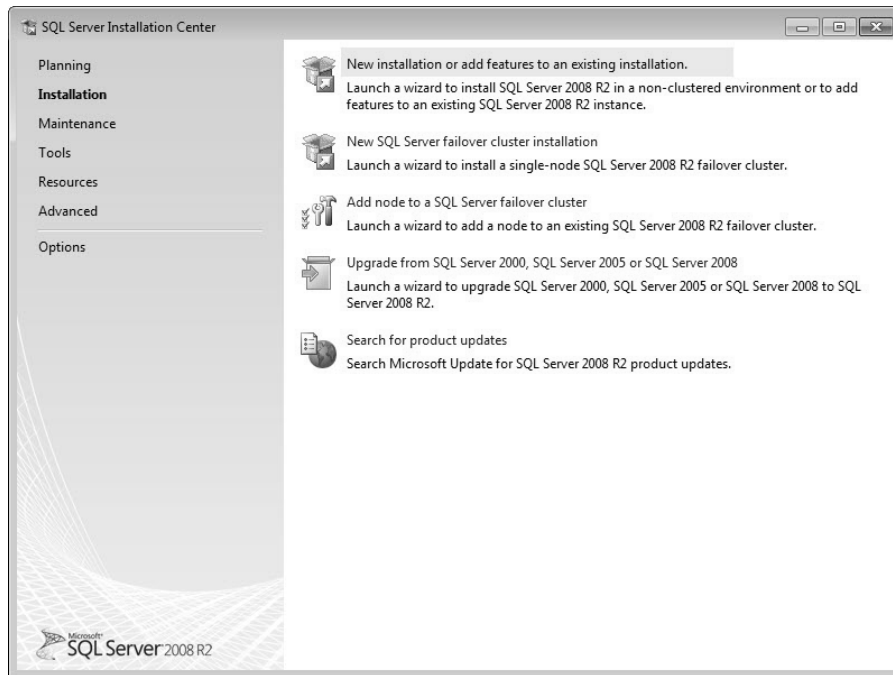 SQL Server Installation Center
Planning
Installation
Maintenance
Tools
Resources
Advanced
Options
New installation or add features to an existing installation.
Launch a wizard to install SQL Server 2008 R2 in a non-clustered environment or to add
features to an existing SQL Server 2008 R2 instance.
New SQL Server failover cluster installation
Launch a wizard to install a single-node SQL Server 2008 R2 failover cluster.
Add node to a SQL Server failover cluster
Launch a wizard to add a node to an existing SQL Server 2008 R2 failover cluster.
Upgrade from SQL Server 2000, SQL Server 2005 or SQL Server 2008
Launch a wizard to upgrade SQL Server 2000, SQL Server 2005 or SQL Server 2008 to SQL
Server 2008 R2.
Search for product updates
Search Microsoft Update for SQL Server 2008 R2 product updates.
Microsoft
SQL Server 2008 R2